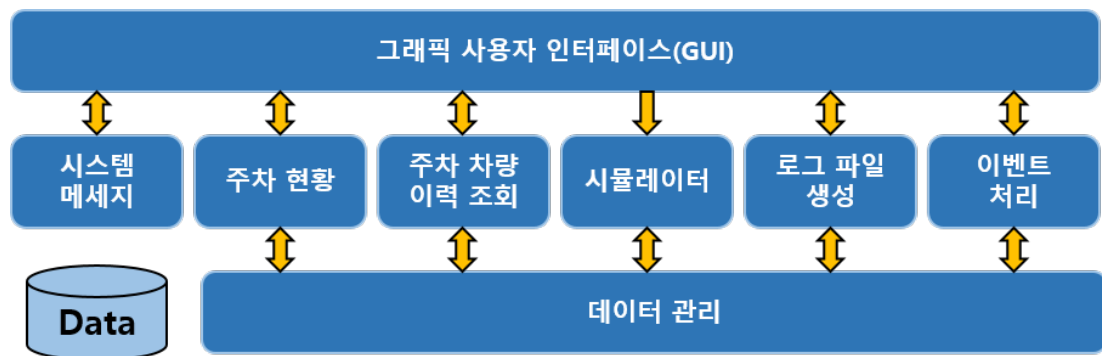 그래픽 사용자 인터페이스(GUI)
시스템
메세지
주차 현황
주차 차량
이력 조회
시뮬레이터
로그 파일
생성
이벤트
처리
Data
데이터 관리